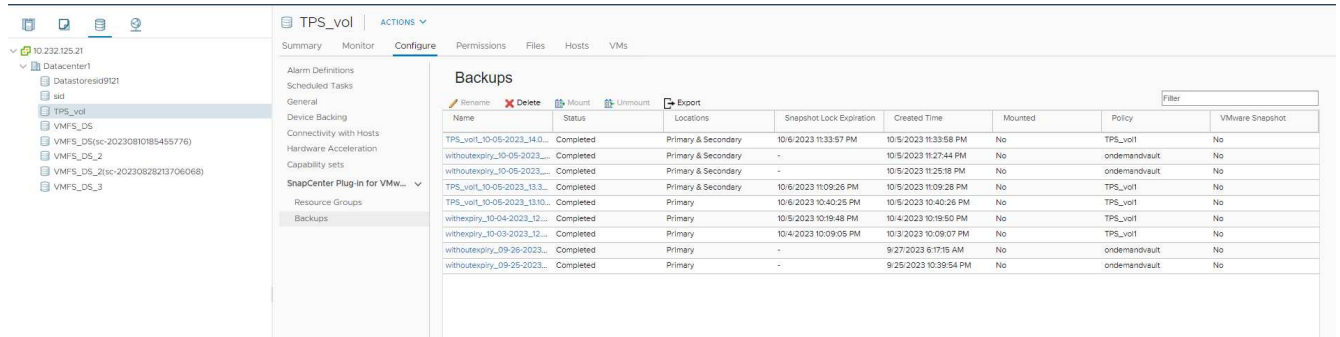 TPS_vol ACTIONS
Summary Monitor Configure Permissions Files Hosts VMs
10.232.125.21
Datacenter1
Datastoresid9121
sid
TPS_vol
VMFS_DS
VMFS_DS(sc-20230810185455776)
VMFS_DS_2
VMFS_DS_2(sc-20230828213706068)
VMFS_DS_3
Alarm Definitions
Scheduled Tasks
General
Device Backing
Connectivity with Hosts
Hardware Acceleration
Capability sets
SnapCenter Plug-in for VMw...
Resource Groups
Backups
Backups
Rename Delete Mount Unmount Export Filter
Name Status Locations Snapshot Lock Expiration Created Time Mounted Policy VMware Snapshot
TPS_vol1_10-05-2023_14.0... Completed Primary & Secondary 10/6/2023 11:33:57 PM 10/5/2023 11:33:58 PM No TPS_vol1 No
withoutexpiry_10-05-2023_... Completed Primary & Secondary - 10/5/2023 11:27:44 PM No ondemandvault No
withoutexpiry_10-05-2023_... Completed Primary & Secondary - 10/5/2023 11:25:18 PM No ondemandvault No
TPS_vol1_10-05-2023_13.3... Completed Primary & Secondary 10/6/2023 11:09:26 PM 10/5/2023 11:09:28 PM No TPS_vol1 No
TPS_vol1_10-05-2023_13.10... Completed Primary 10/6/2023 10:40:25 PM 10/5/2023 10:40:26 PM No TPS_vol1 No
withexpiry_10-04-2023_12.... Completed Primary 10/5/2023 10:19:48 PM 10/4/2023 10:19:50 PM No TPS_vol1 No
withexpiry_10-03-2023_12.... Completed Primary 10/4/2023 10:09:05 PM 10/3/2023 10:09:07 PM No TPS_vol1 No
withoutexpiry_09-26-2023... Completed Primary - 9/27/2023 6:17:15 AM No ondemandvault No
withoutexpiry_09-25-2023... Completed Primary - 9/25/2023 10:39:54 PM No ondemandvault No